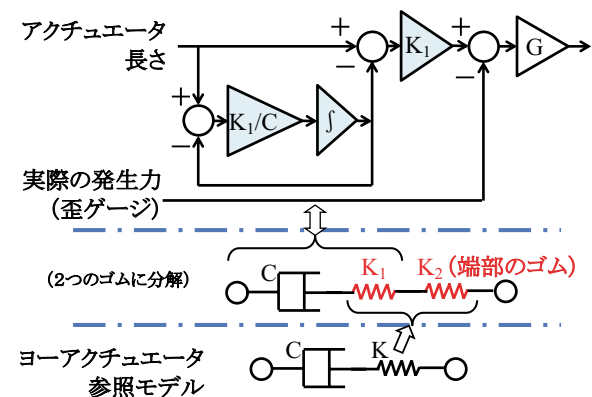 アクチュエータ
長さ
+
−
K₁
+
−
G
+
−
K₁/C
∫
実際の発生力
(歪ゲージ)
(2つのゴムに分解)
C
K₁
K₂ (端部のゴム)
ヨーアクチュエータ
参照モデル
C
K